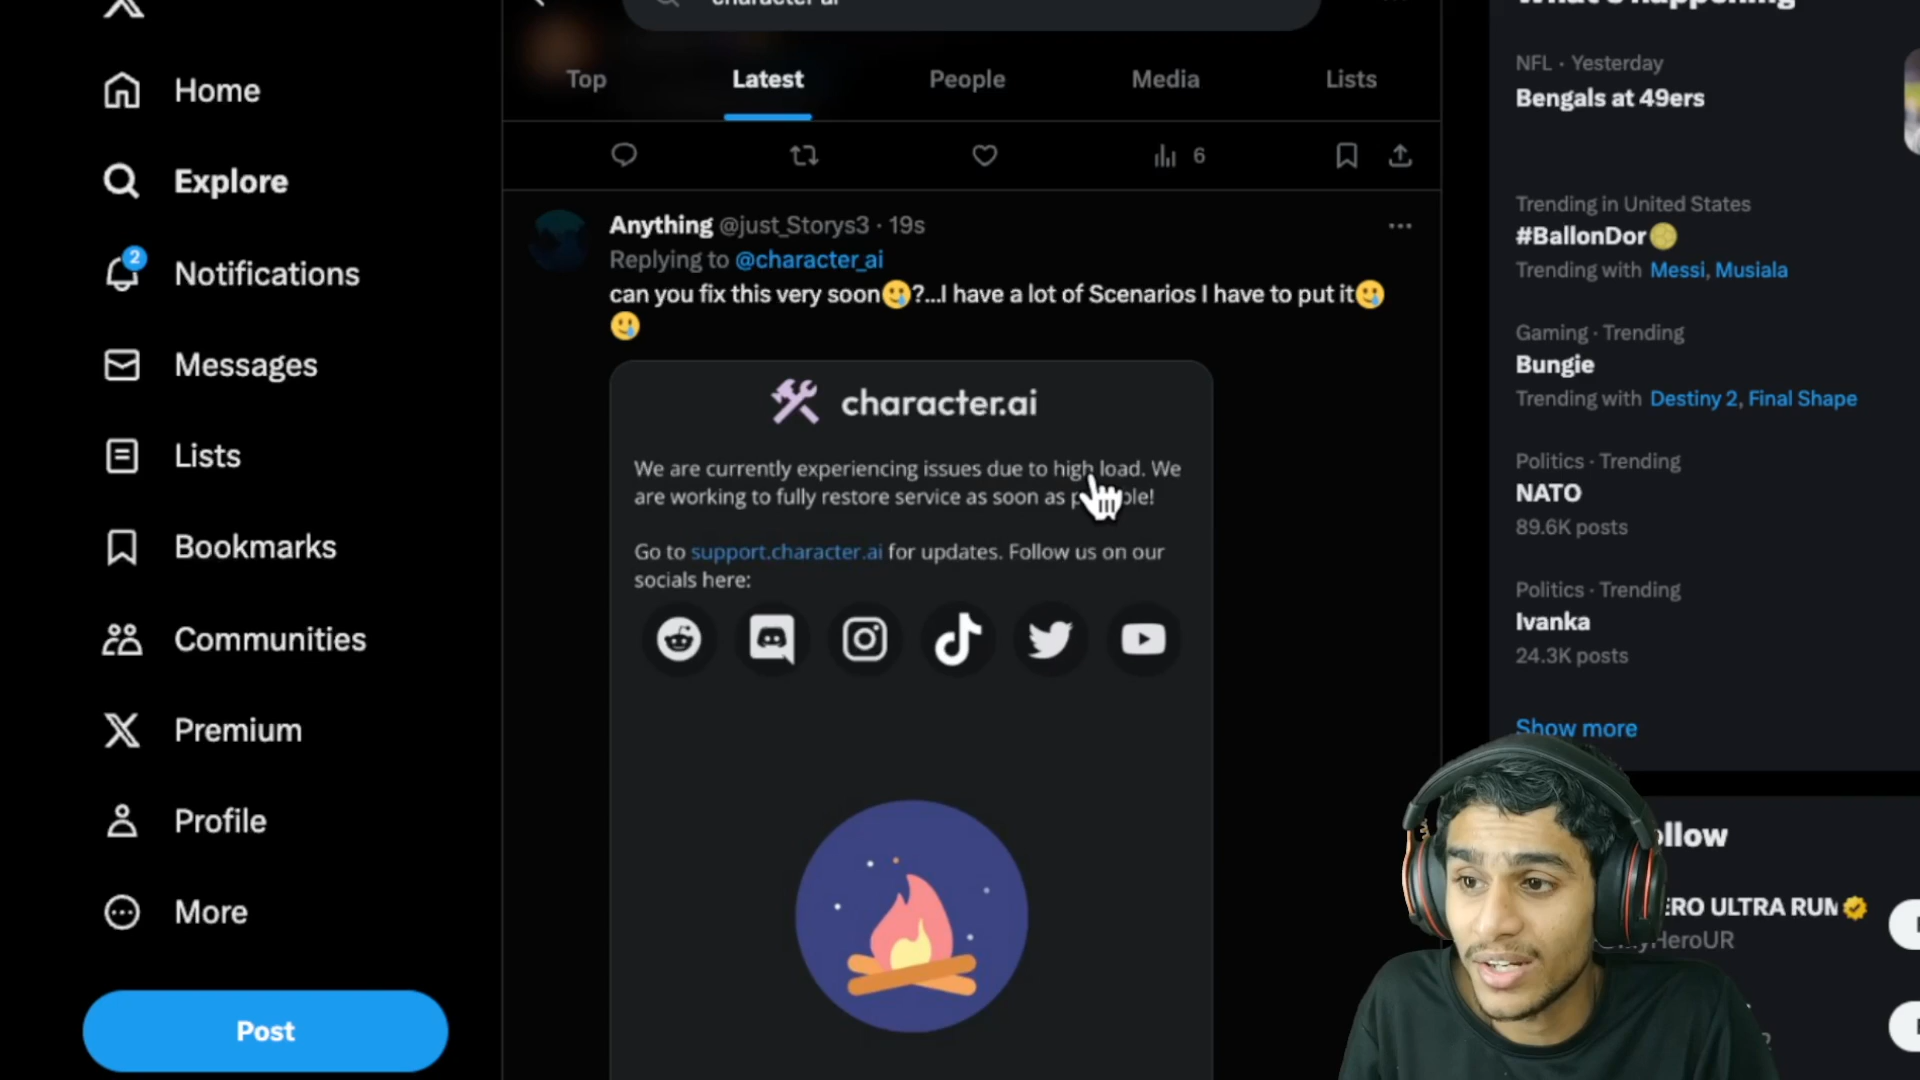 Home
Explore
2
Notifications
Messages
Lists
Bookmarks
Communities
Premium
Profile
More
Post
character ai
Top Latest People Media Lists
6
Anything @just_Storys3 · 19s
Replying to @character_ai
can you fix this very soon🥲?...I have a lot of Scenarios I have to put it🥲
🥲
character.ai
We are currently experiencing issues due to high load. We
are working to fully restore service as soon as
Go to support.character.ai for updates. Follow us on our
socials here:
What's happening
NFL · Yesterday
Bengals at 49ers
Trending in United States
#BallonDor
Trending with Messi, Musiala
Gaming · Trending
Bungie
Trending with Destiny 2, Final Shape
Politics · Trending
NATO
89.6K posts
Politics · Trending
Ivanka
24.3K posts
Show more
ollow
ERO ULTRA RUM
HeroUR